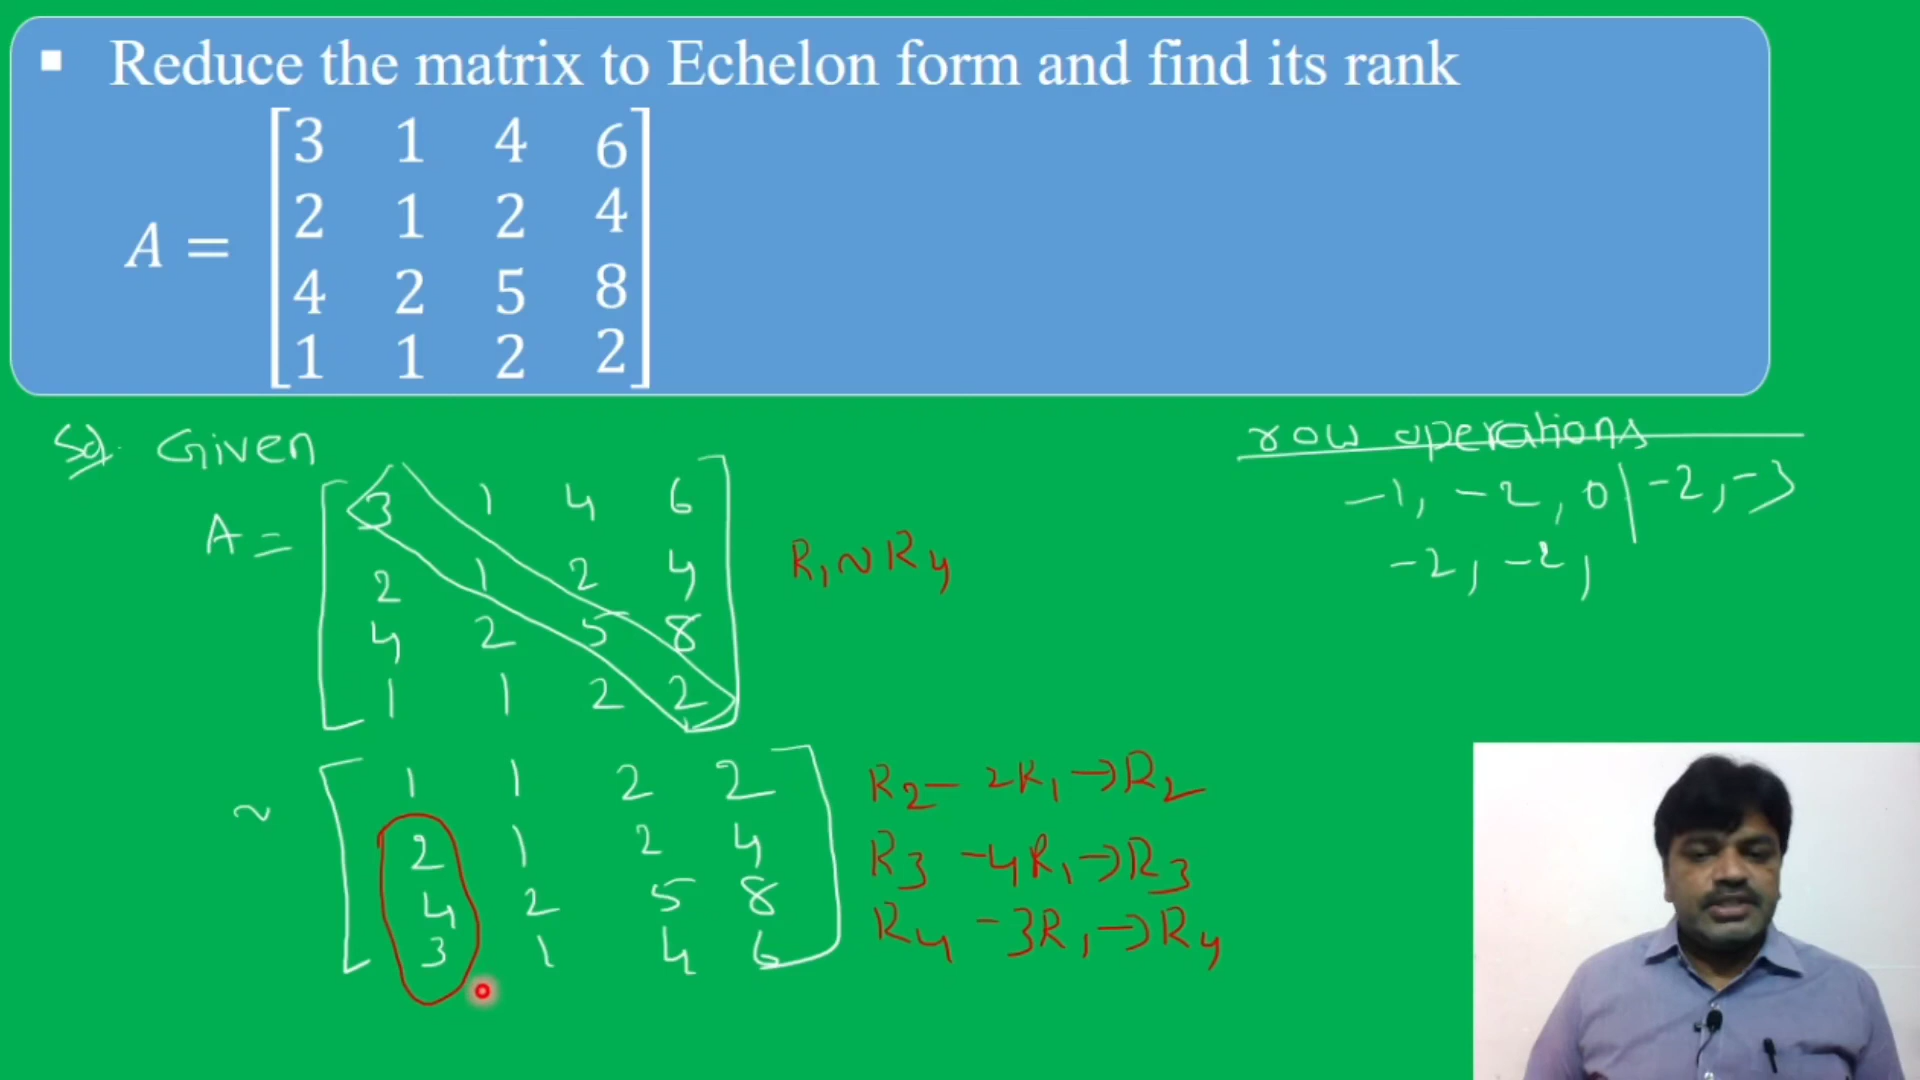 ▪ Reduce the matrix to Echelon form and find its rank
A =
3 1 4 6
2 1 2 4
4 2 5 8
1 1 2 2
Sol. Given
A =
3 1 4 6
2 1 2 4
4 2 5 8
1 1 2 2
R₁ ~ R₄
~
1 1 2 2
2 1 2 4
4 2 5 8
3 1 4 6
R₂ - 2R₁ → R₂
R₃ - 4R₁ → R₃
R₄ - 3R₁ → R₄
row operations
-1, -2, 0 | -2, -3
-2, -2,